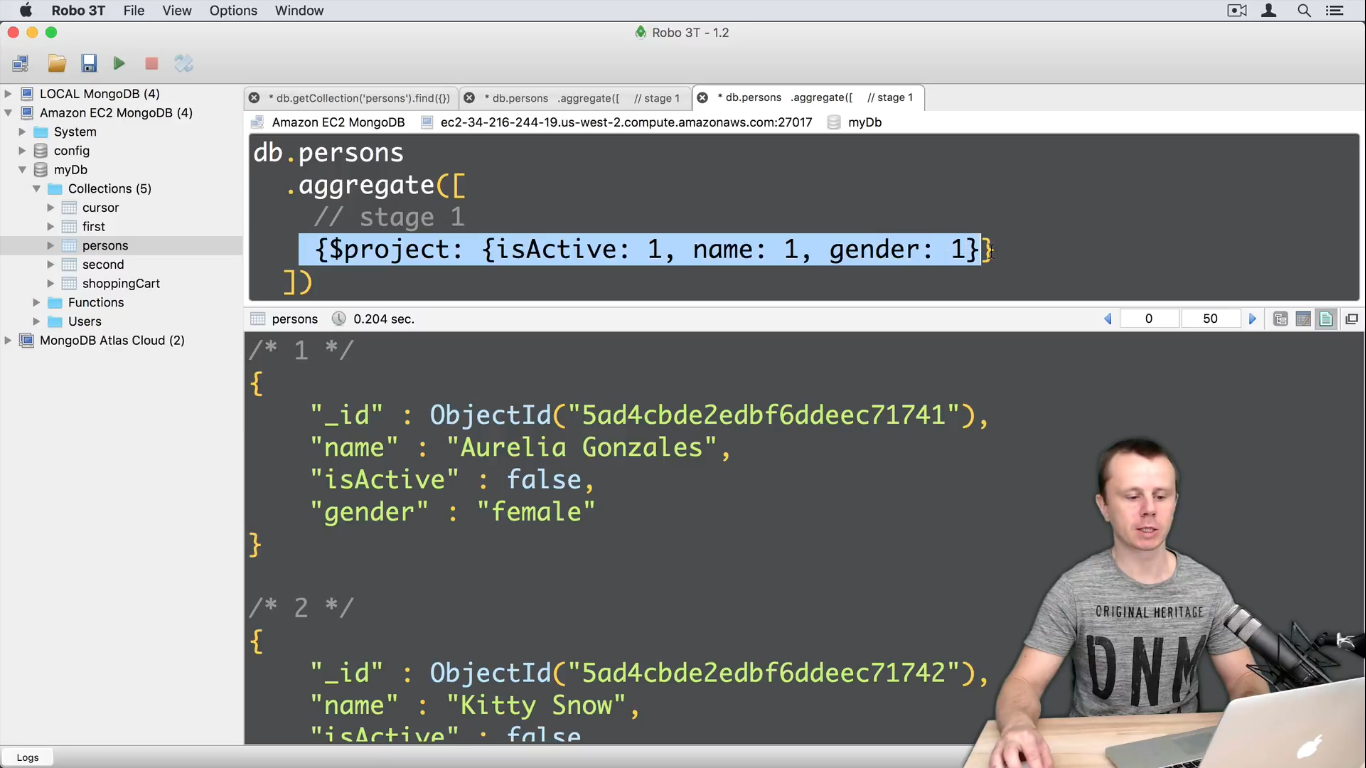 Robo 3T File View Options Window
Robo 3T - 1.2
LOCAL MongoDB (4)
Amazon EC2 MongoDB (4)
System
config
myDb
Collections (5)
cursor
first
persons
second
shoppingCart
Functions
Users
MongoDB Atlas Cloud (2)
* db.getCollection('persons').find({}) * db.persons .aggregate([ // stage 1 * db.persons .aggregate([ // stage 1
Amazon EC2 MongoDB ec2-34-216-244-19.us-west-2.compute.amazonaws.com:27017 myDb
db.persons
.aggregate([
// stage 1
{$project: {isActive: 1, name: 1, gender: 1}}
])
persons 0.204 sec. 0 50
/* 1 */
{
"_id" : ObjectId("5ad4cbde2edbf6ddeec71741"),
"name" : "Aurelia Gonzales",
"isActive" : false,
"gender" : "female"
}
/* 2 */
{
"_id" : ObjectId("5ad4cbde2edbf6ddeec71742"),
"name" : "Kitty Snow",
"isActive" : false
ORIGINAL HERITAGE
DNM
Logs